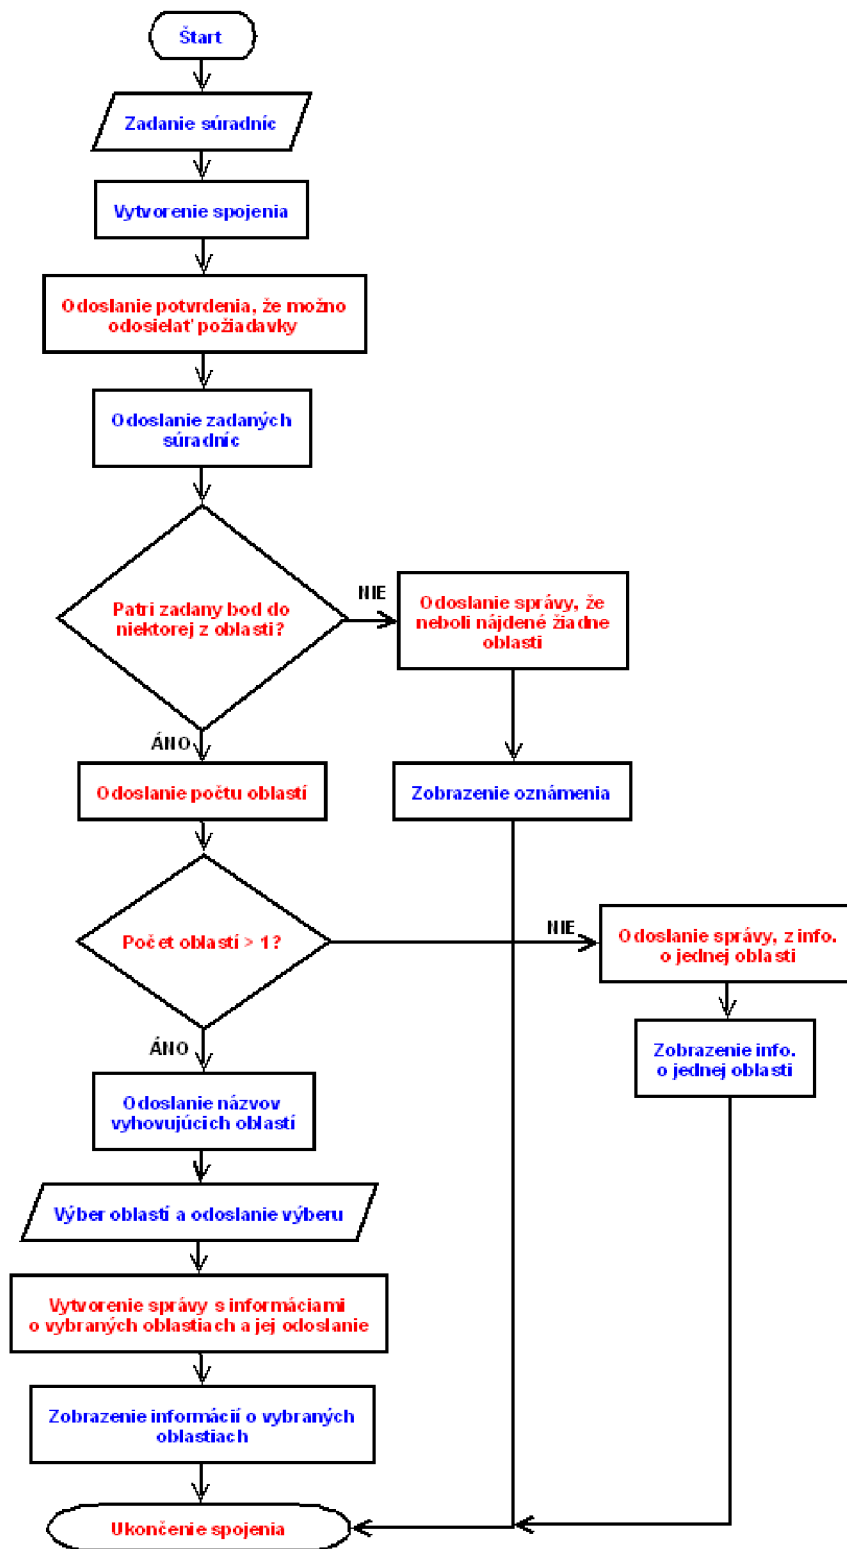 Štart
Zadanie súradníc
Vytvorenie spojenia
Odoslanie potvrdenia, že možno
odosielať požiadavky
Odoslanie zadaných
súradníc
Patri zadany bod do
niektorej z oblasti?
NIE
Odoslanie správy, že
neboli nájdené žiadne
oblasti
ÁNO
Odoslanie počtu oblastí
Zobrazenie oznámenia
Počet oblastí > 1?
NIE
Odoslanie správy, z info.
o jednej oblasti
Zobrazenie info.
o jednej oblasti
ÁNO
Odoslanie názvov
vyhovujúcich oblastí
Výber oblastí a odoslanie výberu
Vytvorenie správy s informáciami
o vybraných oblastiach a jej odoslanie
Zobrazenie informácií o vybraných
oblastiach
Ukončenie spojenia